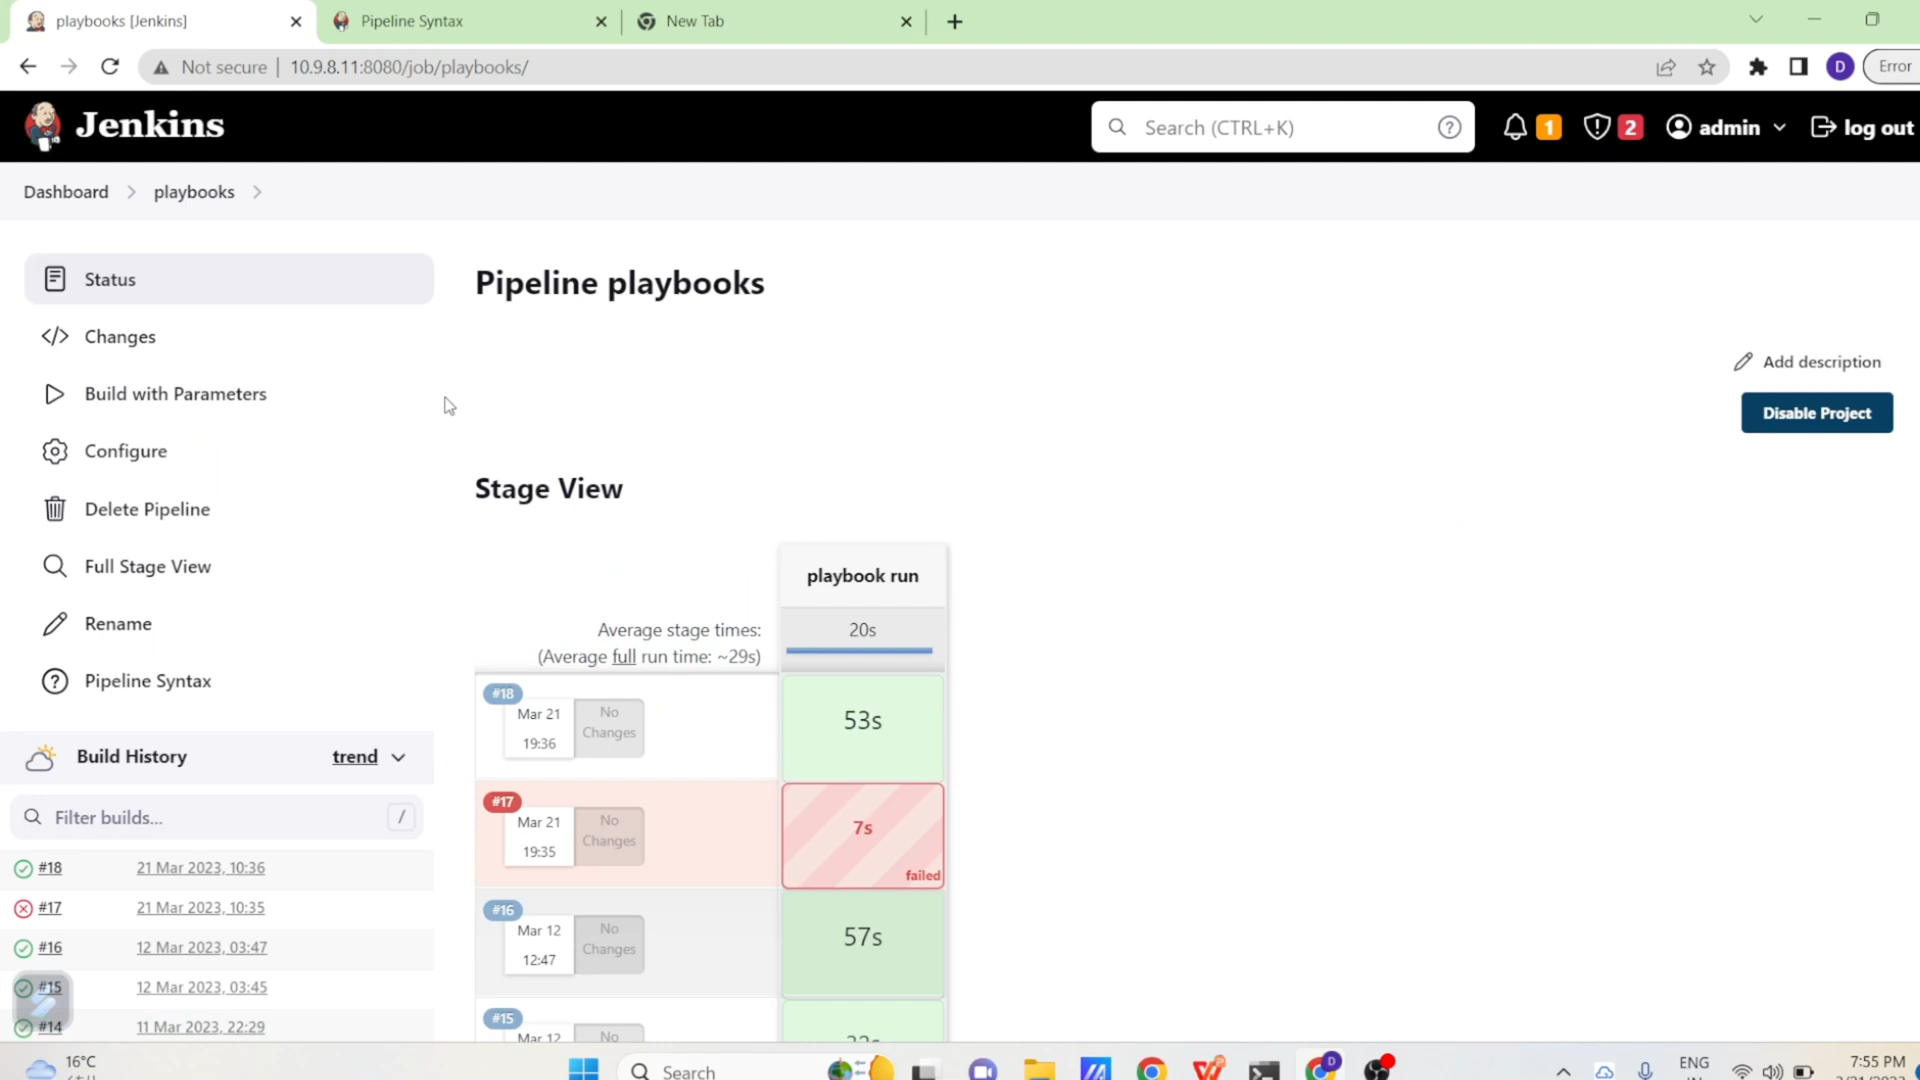 playbooks [Jenkins]
Pipeline Syntax
New Tab
Not secure
10.9.8.11:8080/job/playbooks/
D
Error
Jenkins
Search (CTRL+K)
1
2
admin
log out
Dashboard
playbooks
Status
Changes
Build with Parameters
Configure
Delete Pipeline
Full Stage View
Rename
Pipeline Syntax
Build History
trend
Filter builds...
/
#18
21 Mar 2023, 10:36
#17
21 Mar 2023, 10:35
#16
12 Mar 2023, 03:47
#15
12 Mar 2023, 03:45
#14
11 Mar 2023, 22:29
Pipeline playbooks
Add description
Disable Project
Stage View
playbook run
Average stage times:
20s
(Average full run time: ~29s)
#18
Mar 21
19:36
No
Changes
53s
#17
Mar 21
19:35
No
Changes
7s
failed
#16
Mar 12
12:47
No
Changes
57s
#15
Mar 12
No
16°C
Search
D
ENG
7:55 PM